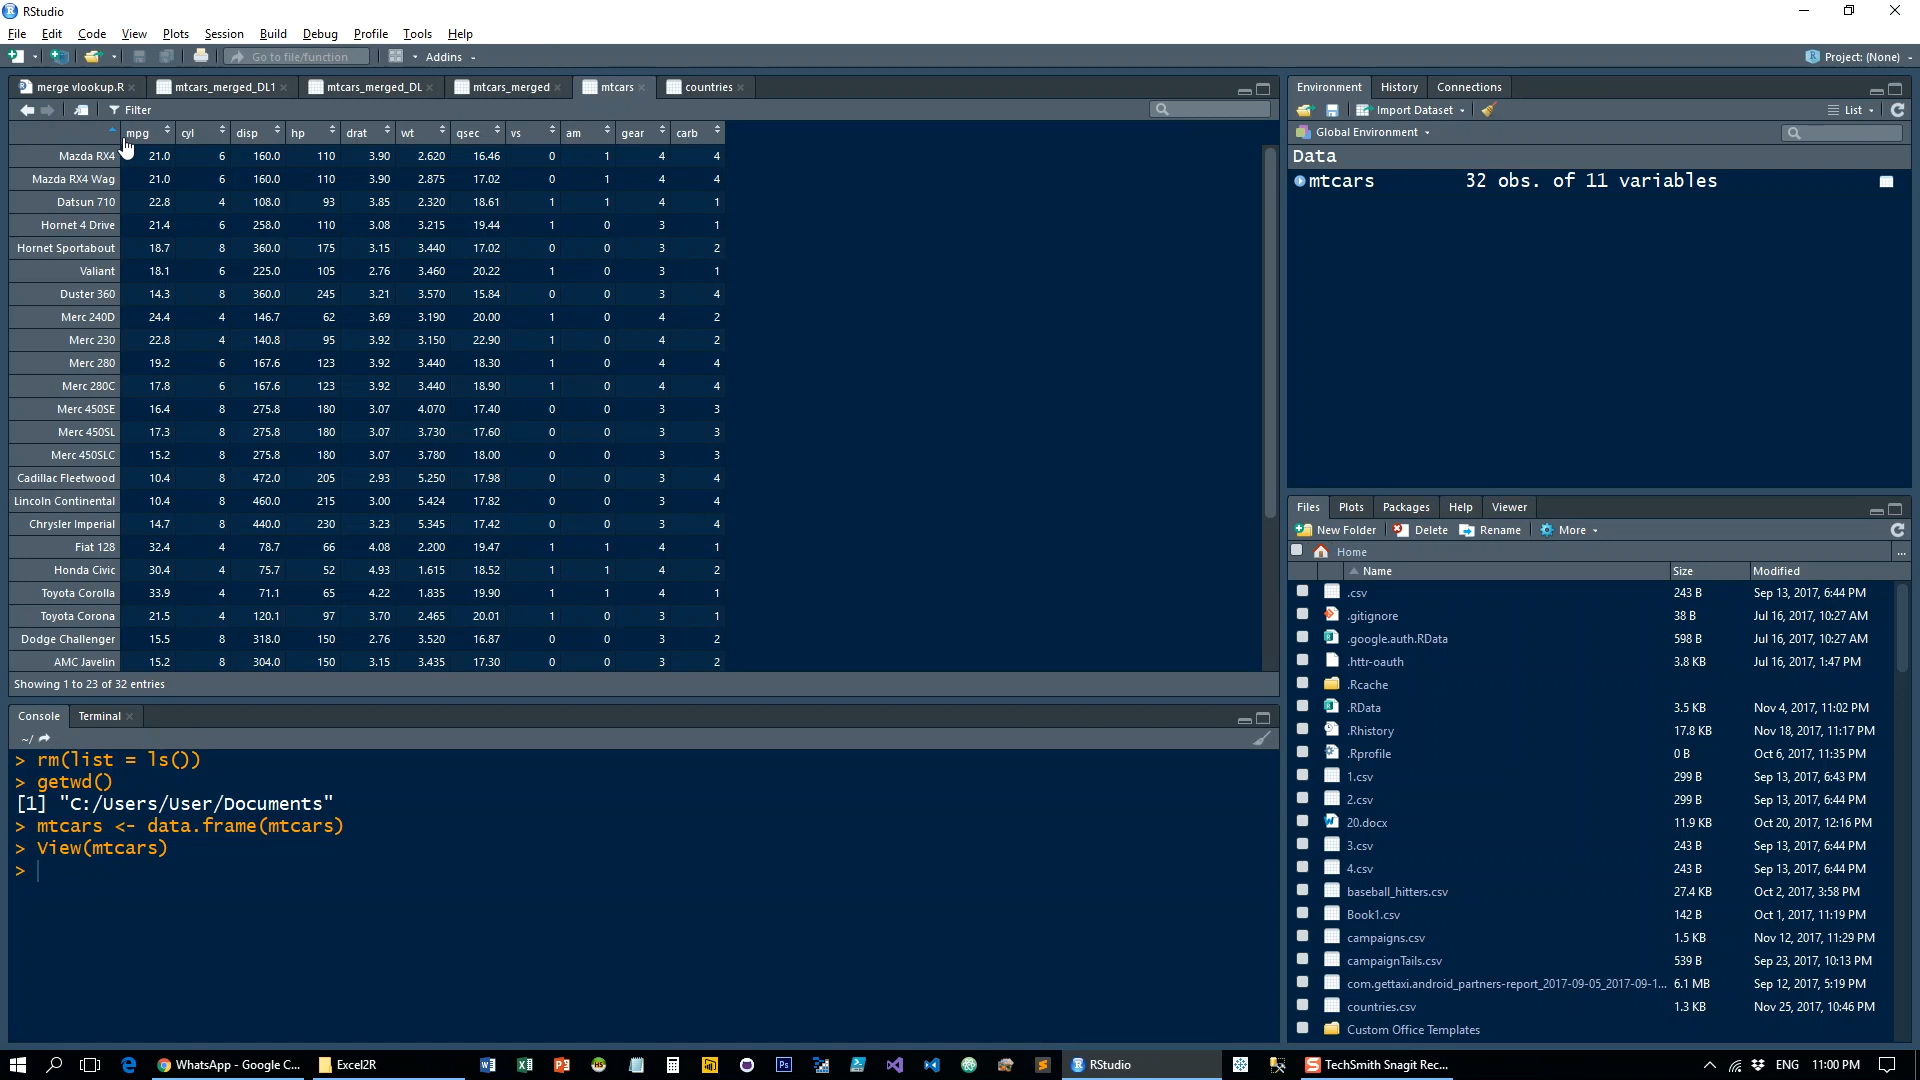 RStudio
File Edit Code View Plots Session Build Debug Profile Tools Help
Go to file/function Addins Project: (None)
merge vlookup.R mtcars_merged_DL1 mtcars_merged_DL mtcars_merged mtcars countries
Filter
mpg cyl disp hp drat wt qsec vs am gear carb
Mazda RX4 21.0 6 160.0 110 3.90 2.620 16.46 0 1 4 4
Mazda RX4 Wag 21.0 6 160.0 110 3.90 2.875 17.02 0 1 4 4
Datsun 710 22.8 4 108.0 93 3.85 2.320 18.61 1 1 4 1
Hornet 4 Drive 21.4 6 258.0 110 3.08 3.215 19.44 1 0 3 1
Hornet Sportabout 18.7 8 360.0 175 3.15 3.440 17.02 0 0 3 2
Valiant 18.1 6 225.0 105 2.76 3.460 20.22 1 0 3 1
Duster 360 14.3 8 360.0 245 3.21 3.570 15.84 0 0 3 4
Merc 240D 24.4 4 146.7 62 3.69 3.190 20.00 1 0 4 2
Merc 230 22.8 4 140.8 95 3.92 3.150 22.90 1 0 4 2
Merc 280 19.2 6 167.6 123 3.92 3.440 18.30 1 0 4 4
Merc 280C 17.8 6 167.6 123 3.92 3.440 18.90 1 0 4 4
Merc 450SE 16.4 8 275.8 180 3.07 4.070 17.40 0 0 3 3
Merc 450SL 17.3 8 275.8 180 3.07 3.730 17.60 0 0 3 3
Merc 450SLC 15.2 8 275.8 180 3.07 3.780 18.00 0 0 3 3
Cadillac Fleetwood 10.4 8 472.0 205 2.93 5.250 17.98 0 0 3 4
Lincoln Continental 10.4 8 460.0 215 3.00 5.424 17.82 0 0 3 4
Chrysler Imperial 14.7 8 440.0 230 3.23 5.345 17.42 0 0 3 4
Fiat 128 32.4 4 78.7 66 4.08 2.200 19.47 1 1 4 1
Honda Civic 30.4 4 75.7 52 4.93 1.615 18.52 1 1 4 2
Toyota Corolla 33.9 4 71.1 65 4.22 1.835 19.90 1 1 4 1
Toyota Corona 21.5 4 120.1 97 3.70 2.465 20.01 1 0 3 1
Dodge Challenger 15.5 8 318.0 150 2.76 3.520 16.87 0 0 3 2
AMC Javelin 15.2 8 304.0 150 3.15 3.435 17.30 0 0 3 2
Showing 1 to 23 of 32 entries
Console Terminal
~/
> rm(list = ls())
> getwd()
[1] "C:/Users/User/Documents"
> mtcars <- data.frame(mtcars)
> View(mtcars)
>
Environment History Connections
Import Dataset List
Global Environment
Data
mtcars 32 obs. of 11 variables
Files Plots Packages Help Viewer
New Folder Delete Rename More
Home ...
Name Size Modified
.csv 243 B Sep 13, 2017, 6:44 PM
.gitignore 38 B Jul 16, 2017, 10:27 AM
.google.auth.RData 598 B Jul 16, 2017, 10:27 AM
.httr-oauth 3.8 KB Jul 16, 2017, 1:47 PM
.Rcache
.RData 3.5 KB Nov 4, 2017, 11:02 PM
.Rhistory 17.8 KB Nov 18, 2017, 11:17 PM
.Rprofile 0 B Oct 6, 2017, 11:35 PM
1.csv 299 B Sep 13, 2017, 6:43 PM
2.csv 299 B Sep 13, 2017, 6:44 PM
20.docx 11.9 KB Oct 20, 2017, 12:16 PM
3.csv 243 B Sep 13, 2017, 6:44 PM
4.csv 243 B Sep 13, 2017, 6:44 PM
baseball_hitters.csv 27.4 KB Oct 2, 2017, 3:58 PM
Book1.csv 142 B Oct 1, 2017, 11:19 PM
campaigns.csv 1.5 KB Nov 12, 2017, 11:29 PM
campaignTails.csv 539 B Sep 23, 2017, 10:13 PM
com.gettaxi.android_partners-report_2017-09-05_2017-09-1... 6.1 MB Sep 12, 2017, 5:19 PM
countries.csv 1.3 KB Nov 25, 2017, 10:46 PM
Custom Office Templates
WhatsApp - Google C... Excel2R RStudio TechSmith Snagit Rec... ENG 11:00 PM